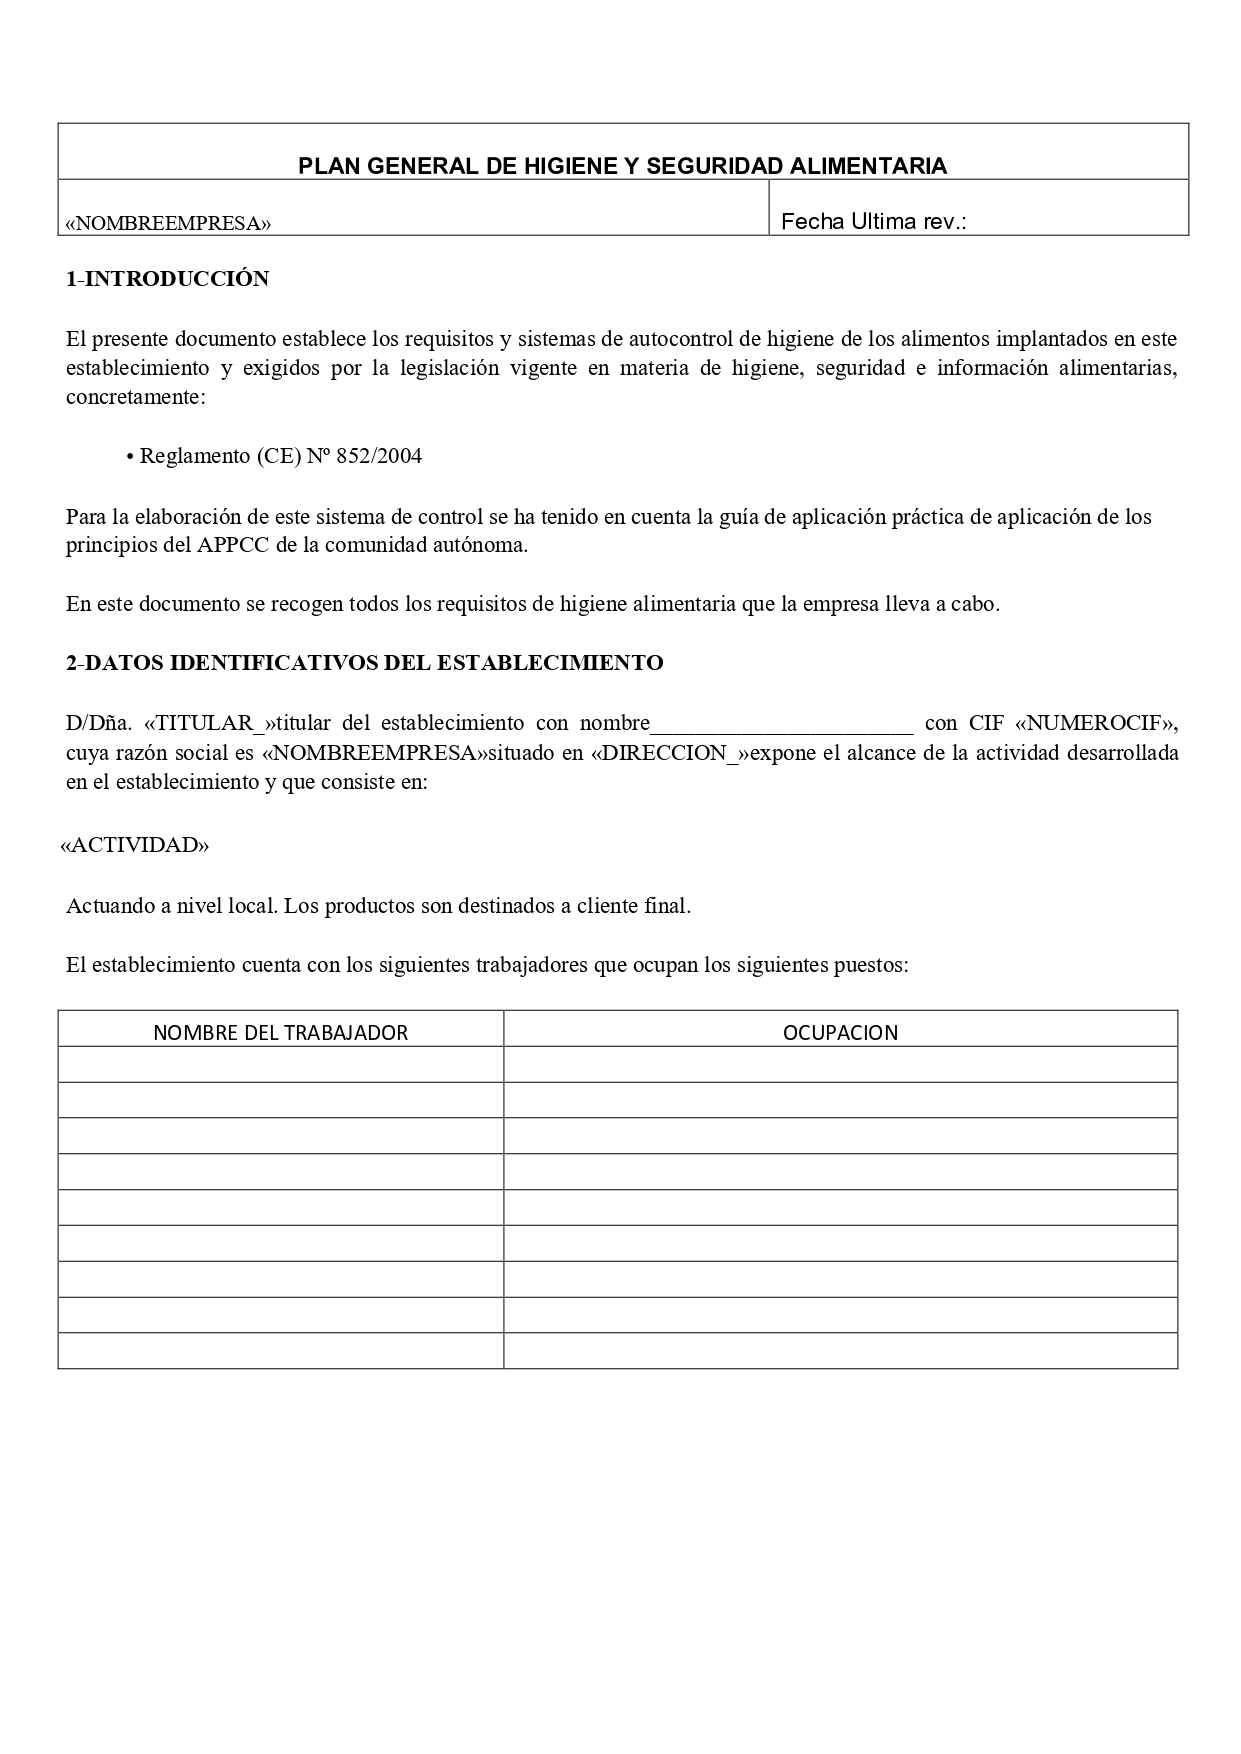 PLAN GENERAL DE HIGIENE Y SEGURIDAD ALIMENTARIA
«NOMBREEMPRESA»
Fecha Ultima rev.:
1-INTRODUCCIÓN
El presente documento establece los requisitos y sistemas de autocontrol de higiene de los alimentos implantados en este
establecimiento y exigidos por la legislación vigente en materia de higiene, seguridad e información alimentarias,
concretamente:
• Reglamento (CE) Nº 852/2004
Para la elaboración de este sistema de control se ha tenido en cuenta la guía de aplicación práctica de aplicación de los
principios del APPCC de la comunidad autónoma.
En este documento se recogen todos los requisitos de higiene alimentaria que la empresa lleva a cabo.
2-DATOS IDENTIFICATIVOS DEL ESTABLECIMIENTO
D/Dña. «TITULAR_»titular del establecimiento con nombre________________________ con CIF «NUMEROCIF»,
cuya razón social es «NOMBREEMPRESA»situado en «DIRECCION_»expone el alcance de la actividad desarrollada
en el establecimiento y que consiste en:
«ACTIVIDAD»
Actuando a nivel local. Los productos son destinados a cliente final.
El establecimiento cuenta con los siguientes trabajadores que ocupan los siguientes puestos:
NOMBRE DEL TRABAJADOR
OCUPACION